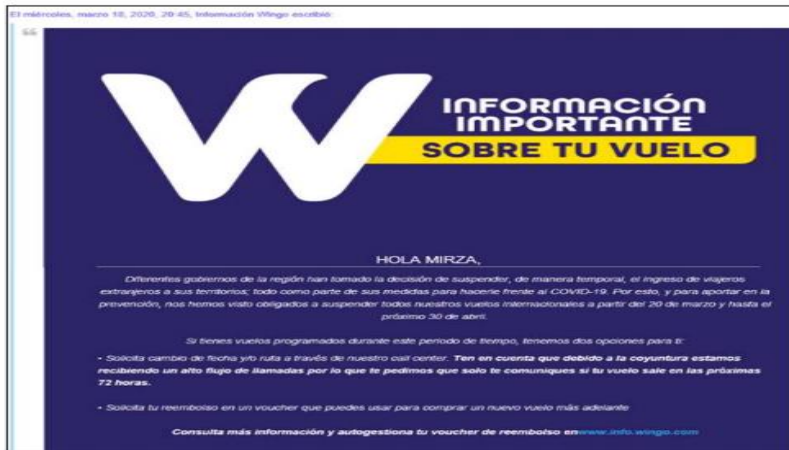 El miércoles, marzo 18, 2020, 20:45, Información Wingo escribió:
INFORMACIÓN
IMPORTANTE
SOBRE TU VUELO
HOLA MIRZA,
Diferentes gobiernos de la región han tomado la decisión de suspender, de manera temporal, el ingreso de viajeros
extranjeros a sus territorios; todo como parte de sus medidas para hacerle frente al COVID-19. Por esto, y para aportar en la
prevención, nos hemos visto obligados a suspender todos nuestros vuelos internacionales a partir del 20 de marzo y hasta el
próximo 30 de abril.
Si tienes vuelos programados durante este periodo de tiempo, tenemos dos opciones para ti:
• Solicita cambio de fecha y/o ruta a través de nuestro call center. Ten en cuenta que debido a la coyuntura estamos
recibiendo un alto flujo de llamadas por lo que te pedimos que solo te comuniques si tu vuelo sale en las próximas
72 horas.
• Solicita tu reembolso en un voucher que puedes usar para comprar un nuevo vuelo más adelante
Consulta más información y autogestiona tu voucher de reembolso enwww.info.wingo.com